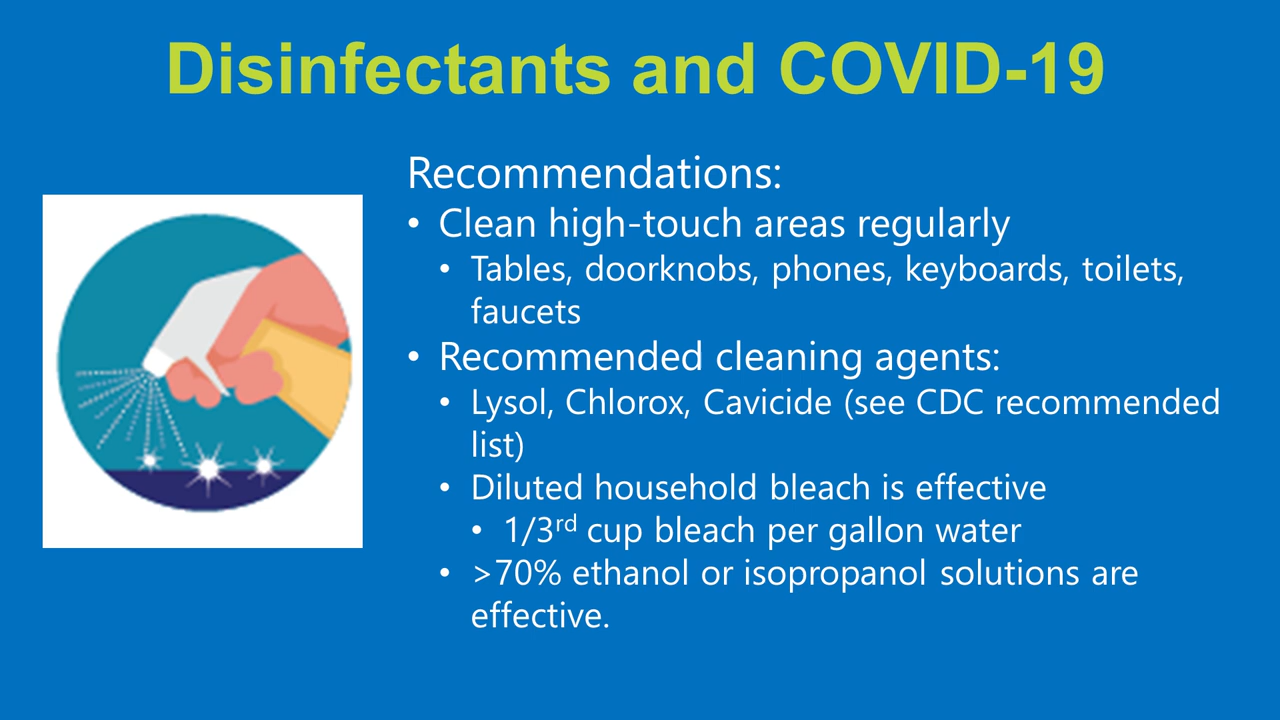 Disinfectants and COVID-19
Recommendations:
• Clean high-touch areas regularly
• Tables, doorknobs, phones, keyboards, toilets,
faucets
• Recommended cleaning agents:
• Lysol, Chlorox, Cavicide (see CDC recommended
list)
• Diluted household bleach is effective
• 1/3rd cup bleach per gallon water
• >70% ethanol or isopropanol solutions are
effective.